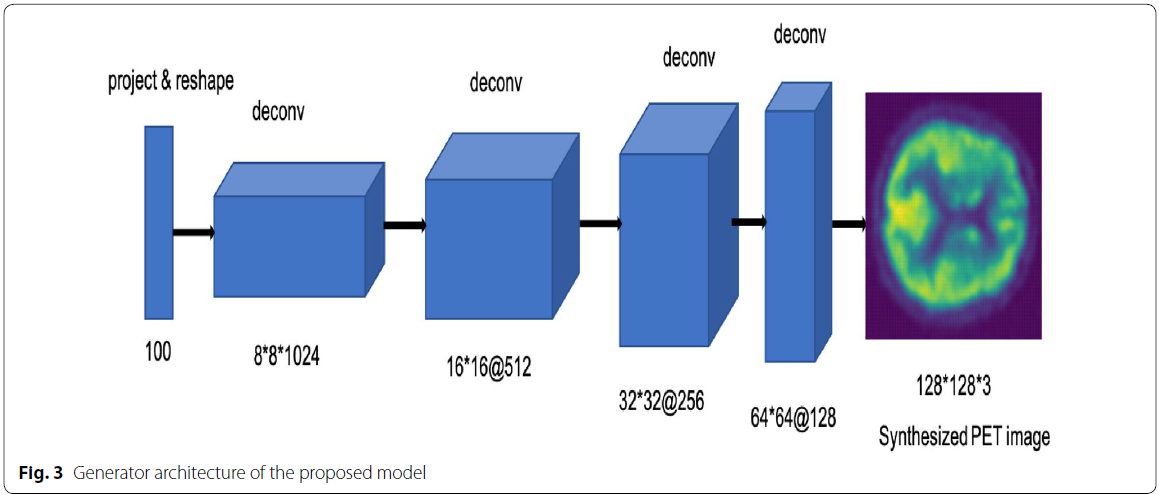 project & reshape
deconv
deconv
deconv
deconv
100
8*8*1024
16*16@512
32*32@256
64*64@128
128*128*3
Synthesized PET image
Fig. 3 Generator architecture of the proposed model